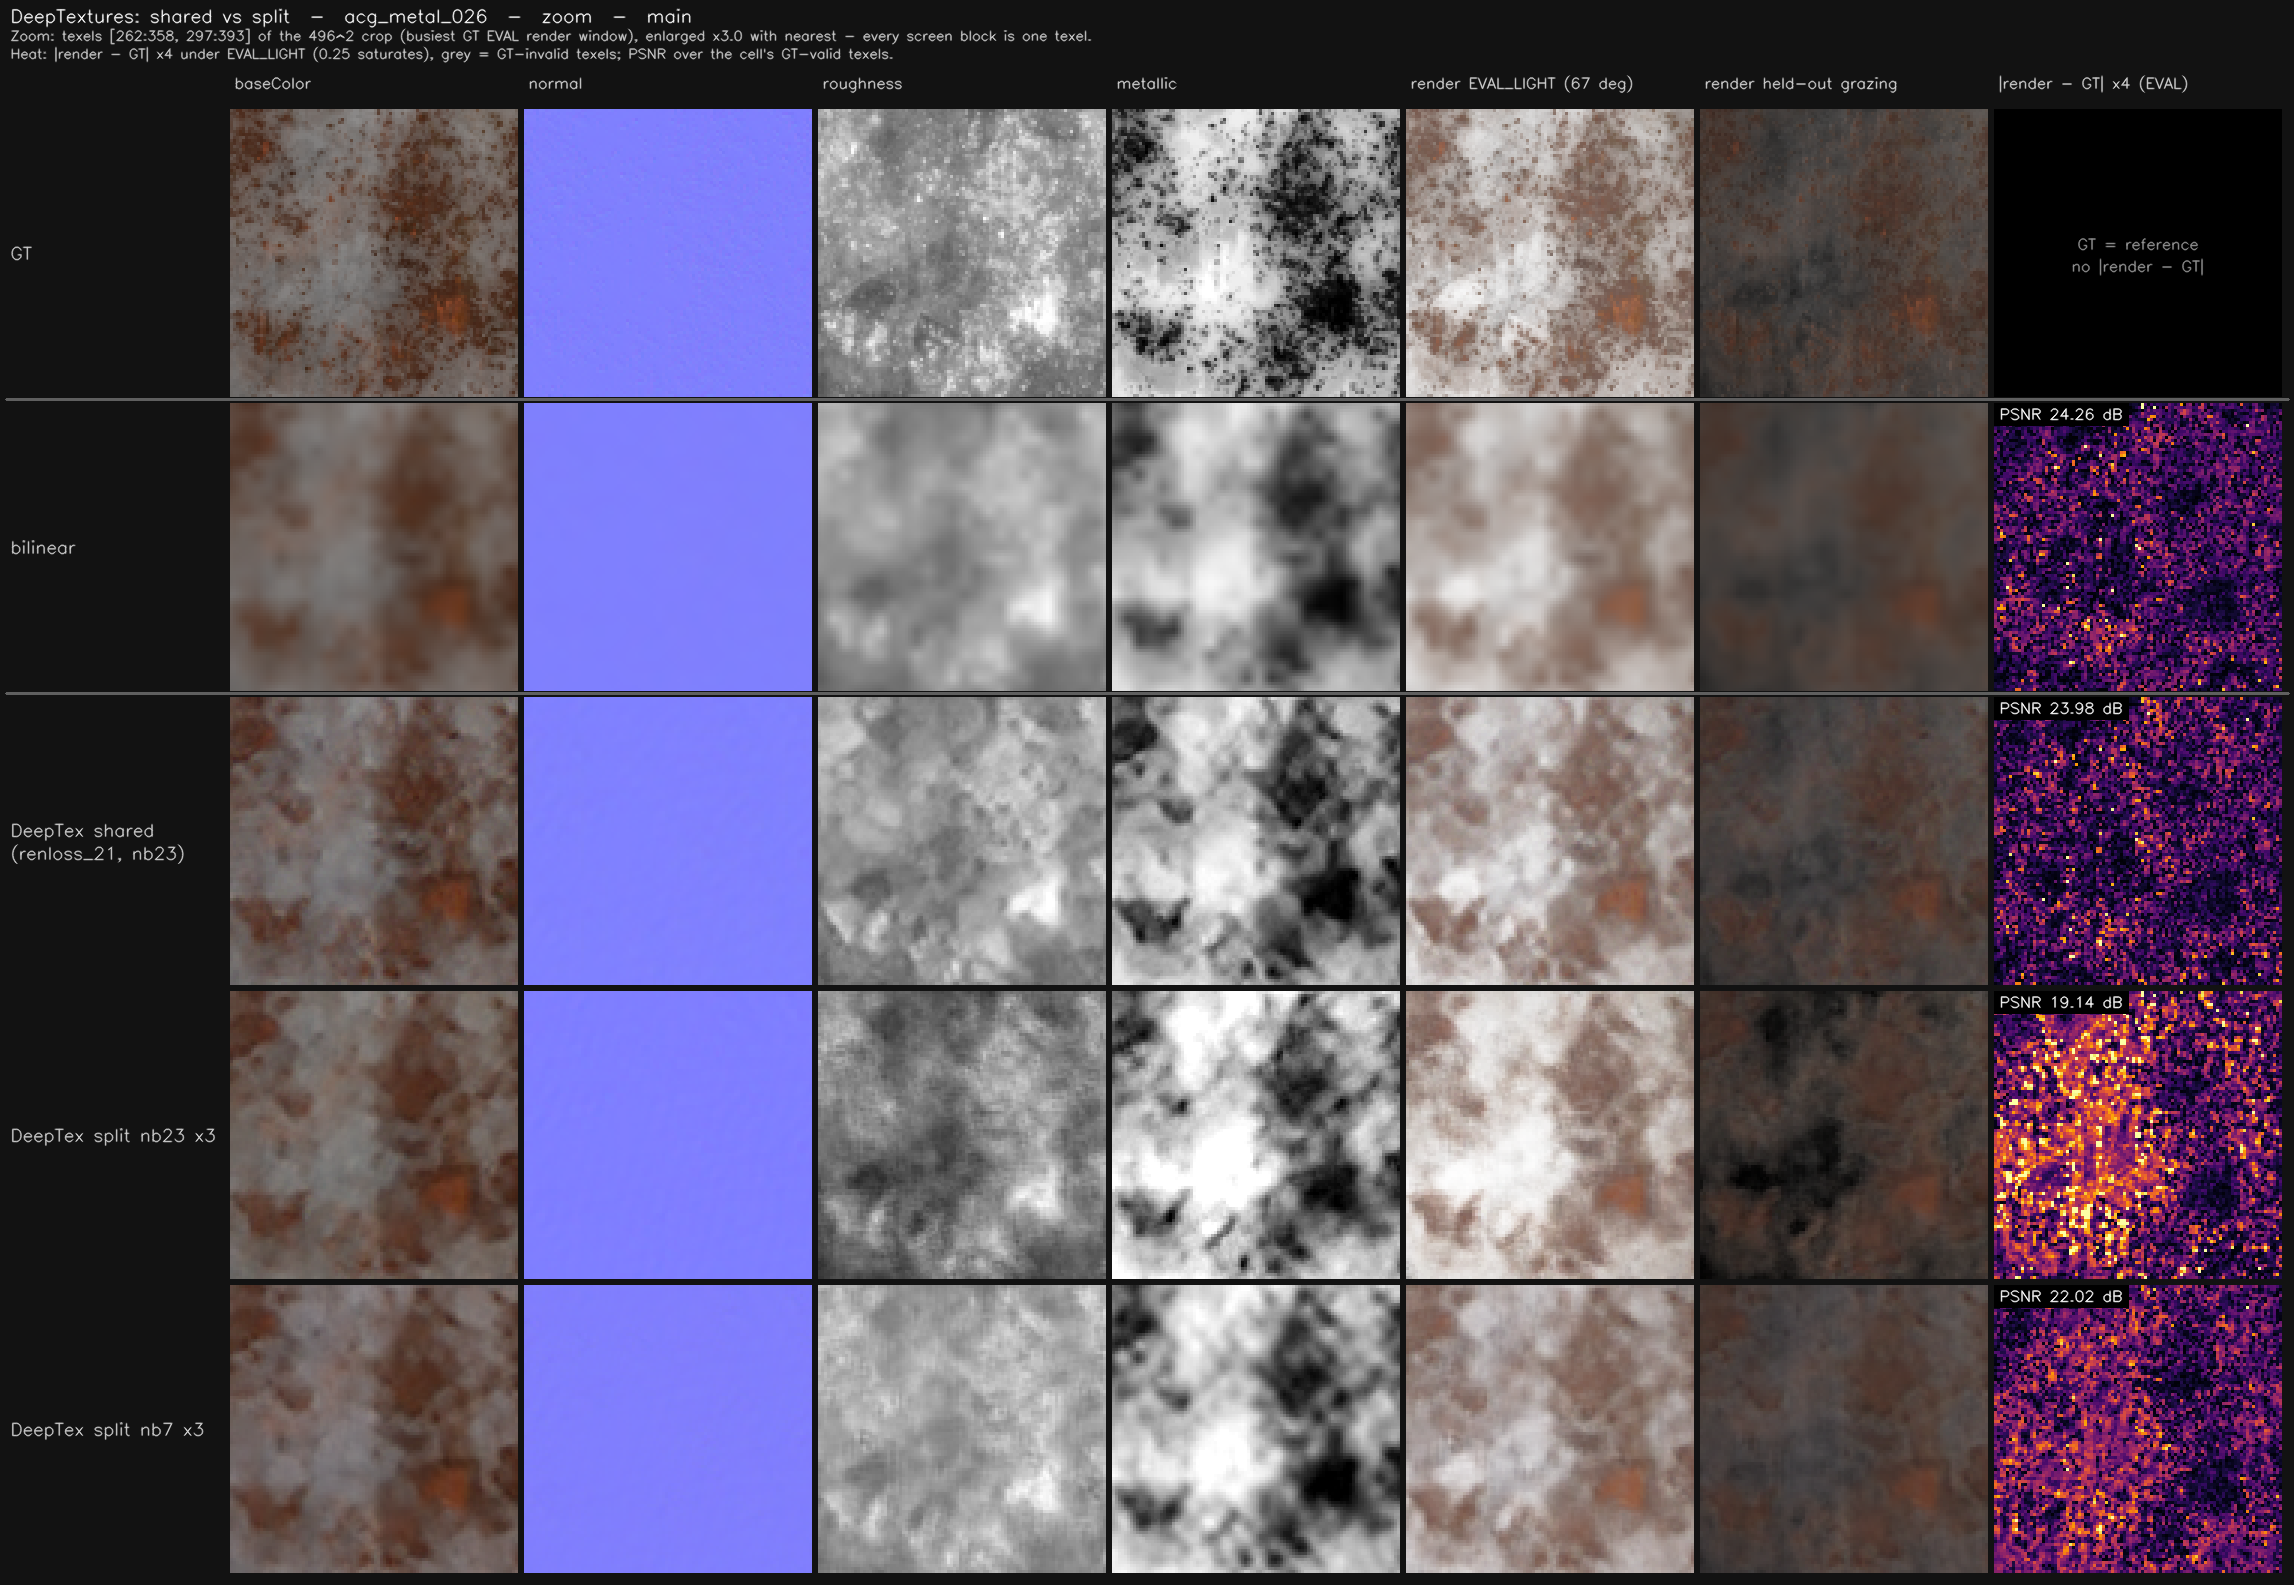 DeepTextures: shared vs split − acg_metal_026 − zoom − main
Zoom: texels [262:358, 297:393] of the 496^2 crop (busiest GT EVAL render window), enlarged x3.0 with nearest − every screen block is one texel.
Heat: |render − GT| x4 under EVAL_LIGHT (0.25 saturates), grey = GT-invalid texels; PSNR over the cell's GT-valid texels.
baseColor normal roughness metallic render EVAL_LIGHT (67 deg) render held-out grazing |render − GT| x4 (EVAL)
GT
GT = reference
no |render − GT|
bilinear
PSNR 24.26 dB
DeepTex shared
(renloss_21, nb23)
PSNR 23.98 dB
DeepTex split nb23 x3
PSNR 19.14 dB
DeepTex split nb7 x3
PSNR 22.02 dB